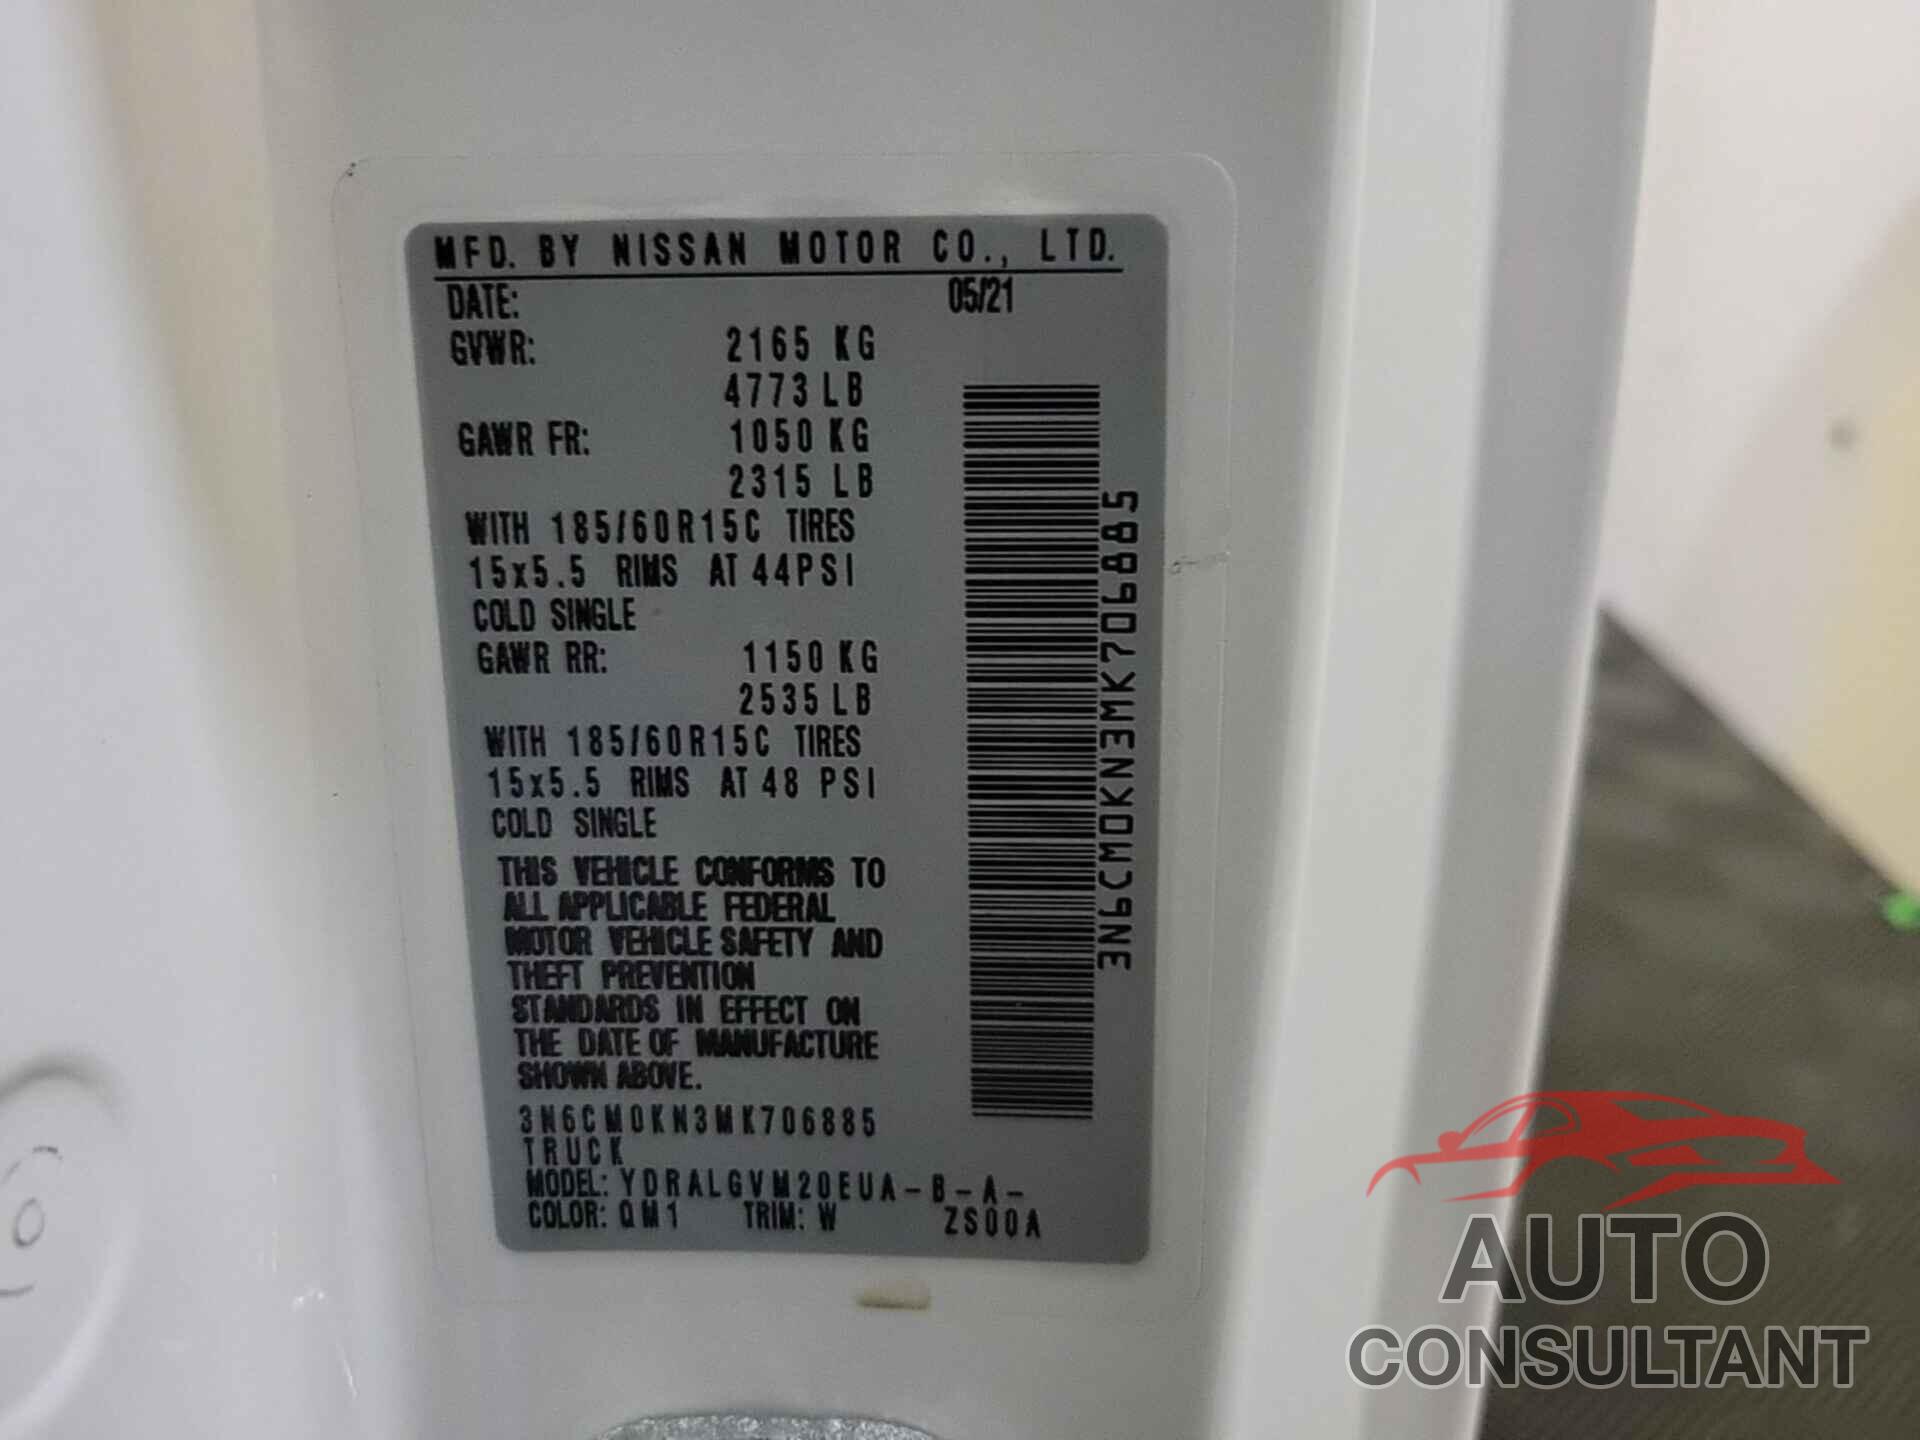 MFD. BY NISSAN MOTOR CO., LTD.
DATE: 05/21
GVWR: 2165 KG
4773 LB
GAWR FR: 1050 KG
2315 LB
WITH 185/60R15C TIRES
15x5.5 RIMS AT 44PSI
COLD SINGLE
GAWR RR: 1150 KG
2535 LB
WITH 185/60R15C TIRES
15x5.5 RIMS AT 48 PSI
COLD SINGLE
THIS VEHICLE CONFORMS TO
ALL APPLICABLE FEDERAL
MOTOR VEHICLE SAFETY AND
THEFT PREVENTION
STANDARDS IN EFFECT ON
THE DATE OF MANUFACTURE
SHOWN ABOVE.
3N6CM0KN3MK706885
TRUCK
MODEL: YDRALGVM20EUA-B-A-
COLOR: QM1 TRIM: W ZS00A
3N6CM0KN3MK706885
AUTO
CONSULTANT